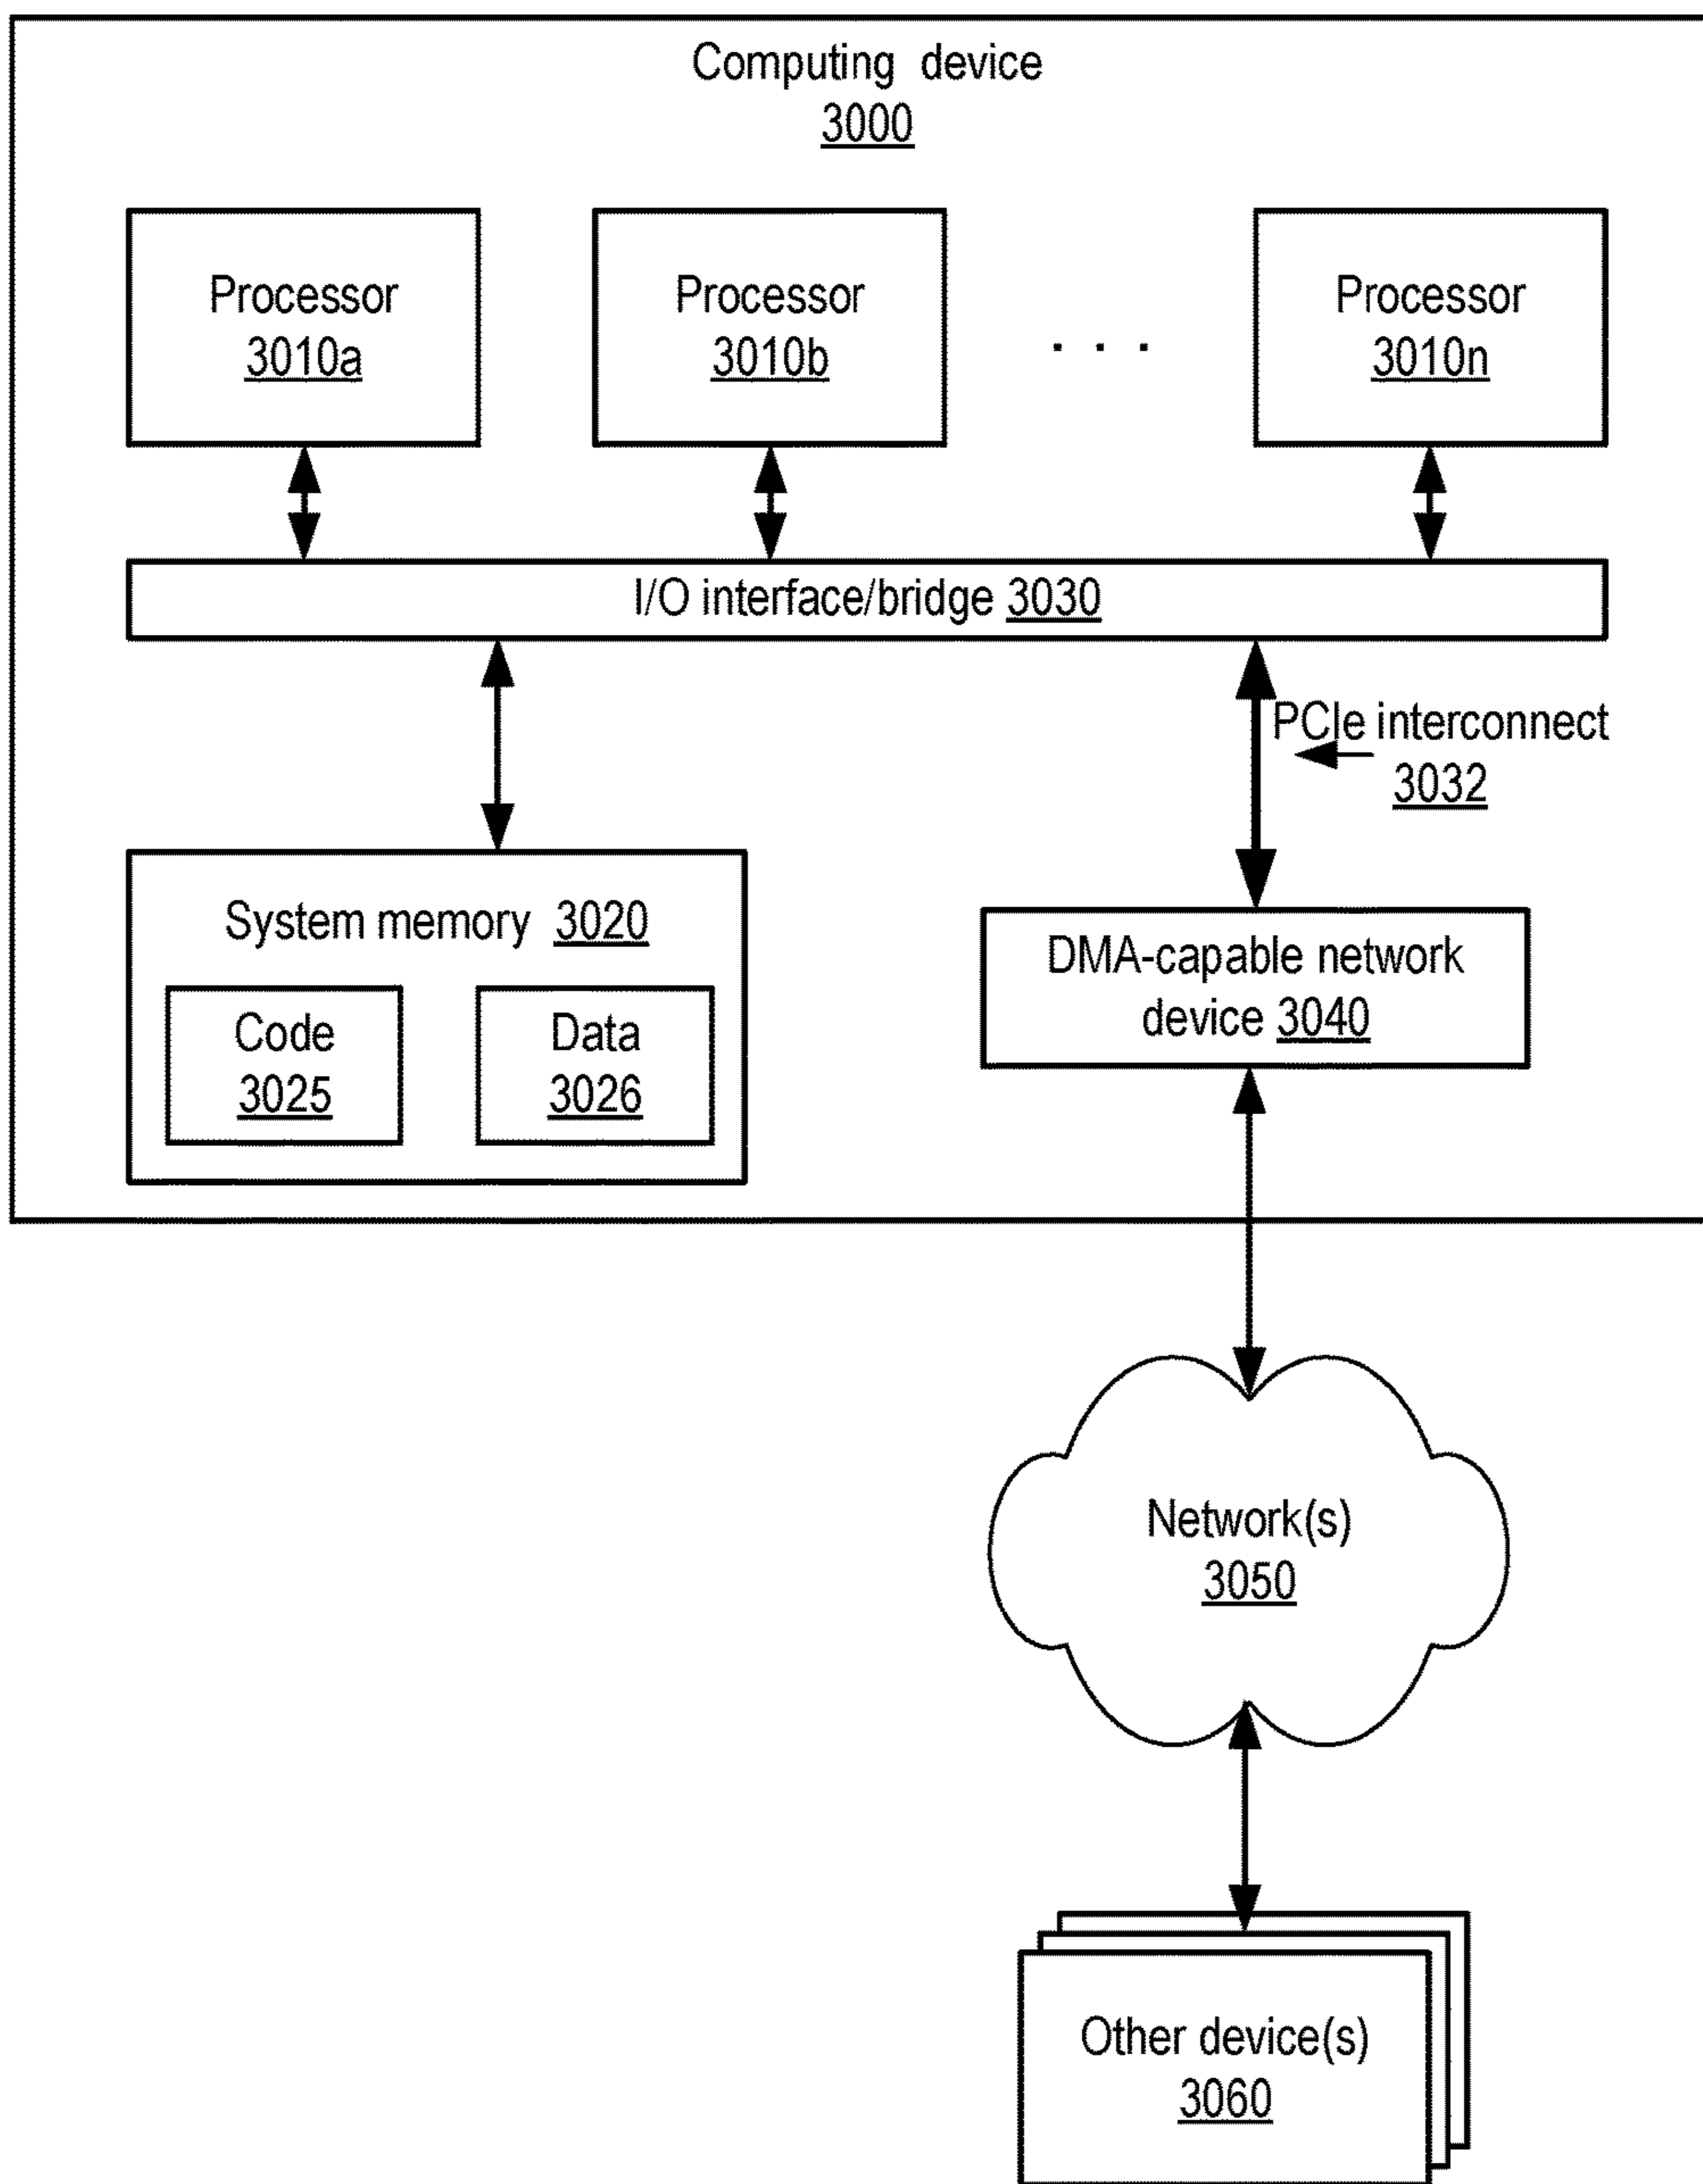 Computing device
3000
Processor
3010a
Processor
3010b
. . .
Processor
3010n
I/O interface/bridge 3030
PCIe interconnect
3032
System memory 3020
Code
3025
Data
3026
DMA-capable network
device 3040
Network(s)
3050
Other device(s)
3060